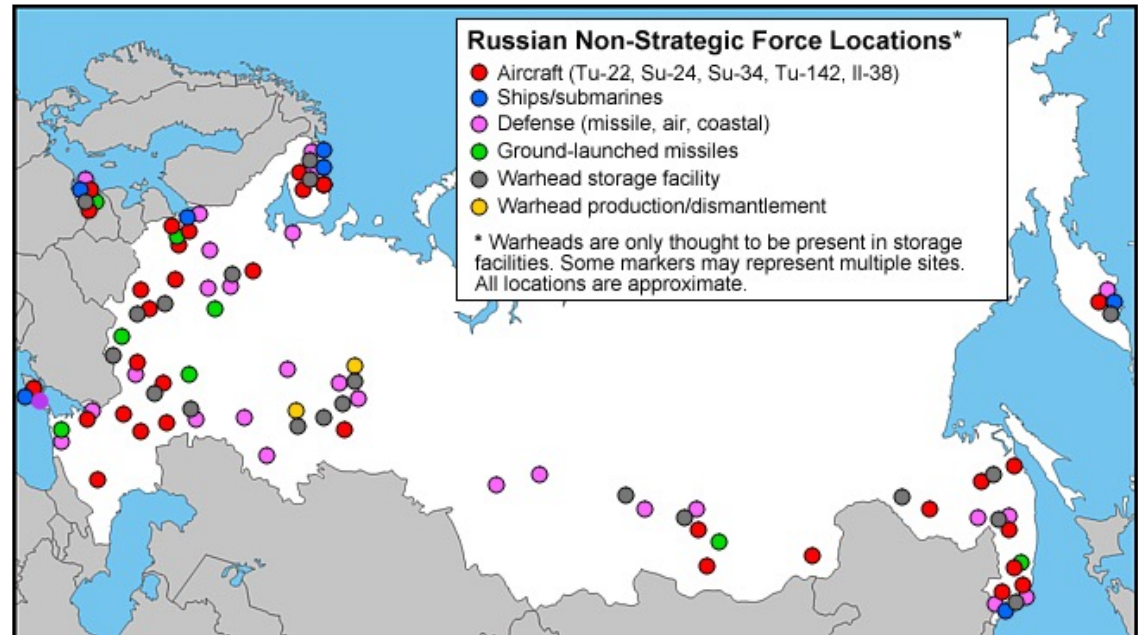 Russian Non-Strategic Force Locations*
Aircraft (Tu-22, Su-24, Su-34, Tu-142, Il-38)
Ships/submarines
Defense (missile, air, coastal)
Ground-launched missiles
Warhead storage facility
Warhead production/dismantlement
* Warheads are only thought to be present in storage
facilities. Some markers may represent multiple sites.
All locations are approximate.